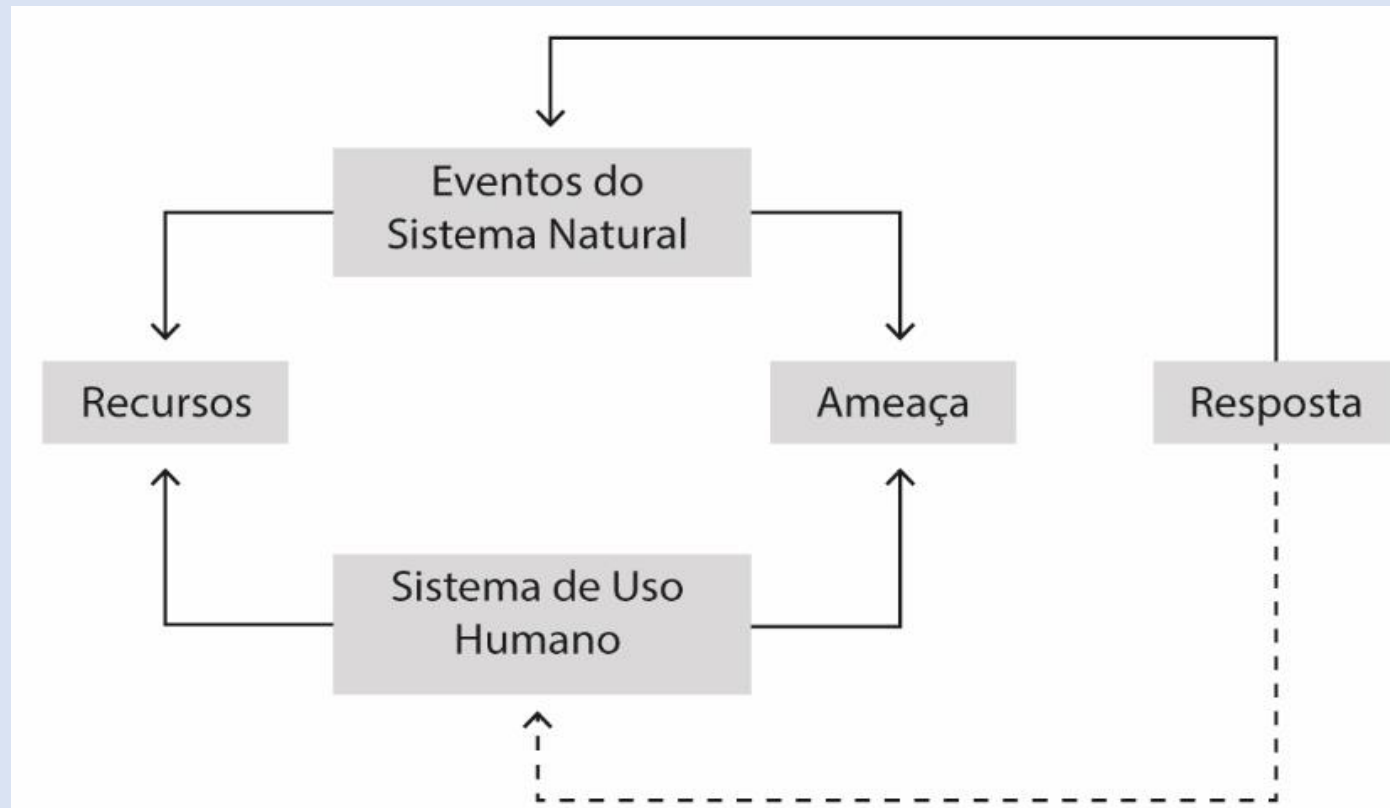 Eventos do
Sistema Natural
Recursos
Ameaça
Resposta
Sistema de Uso
Humano